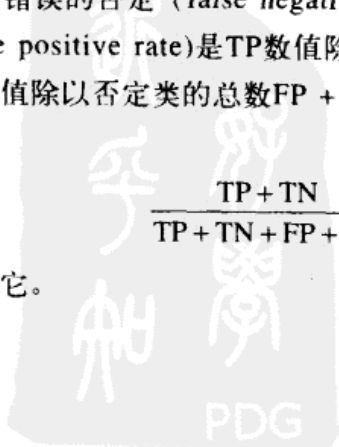 错误的否定 (false negati
e positive rate)是TP数值除
值除以否定类的总数FP +
TP + TN
TP + TN + FP +
它。
PDG